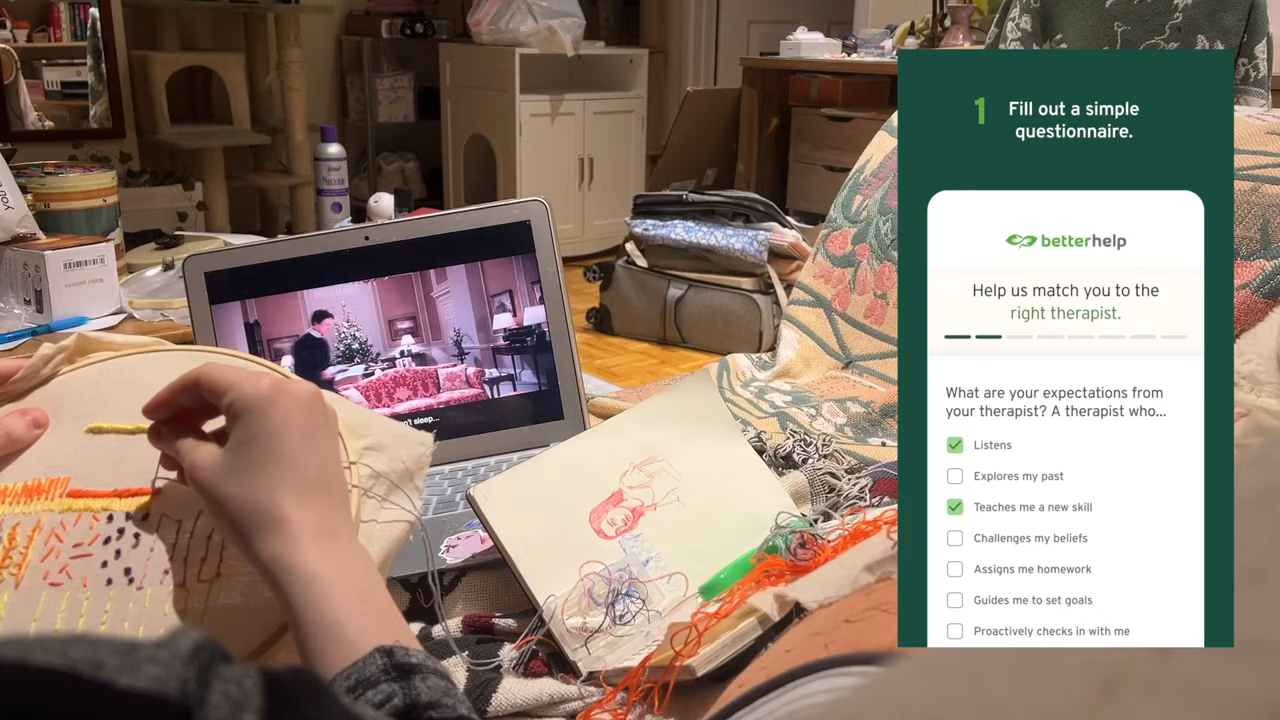 1 Fill out a simple
questionnaire.
betterhelp
Help us match you to the
right therapist.
What are your expectations from
your therapist? A therapist who...
Listens
Explores my past
Teaches me a new skill
Challenges my beliefs
Assigns me homework
Guides me to set goals
Proactively checks in with me
SILVER
't sleep...